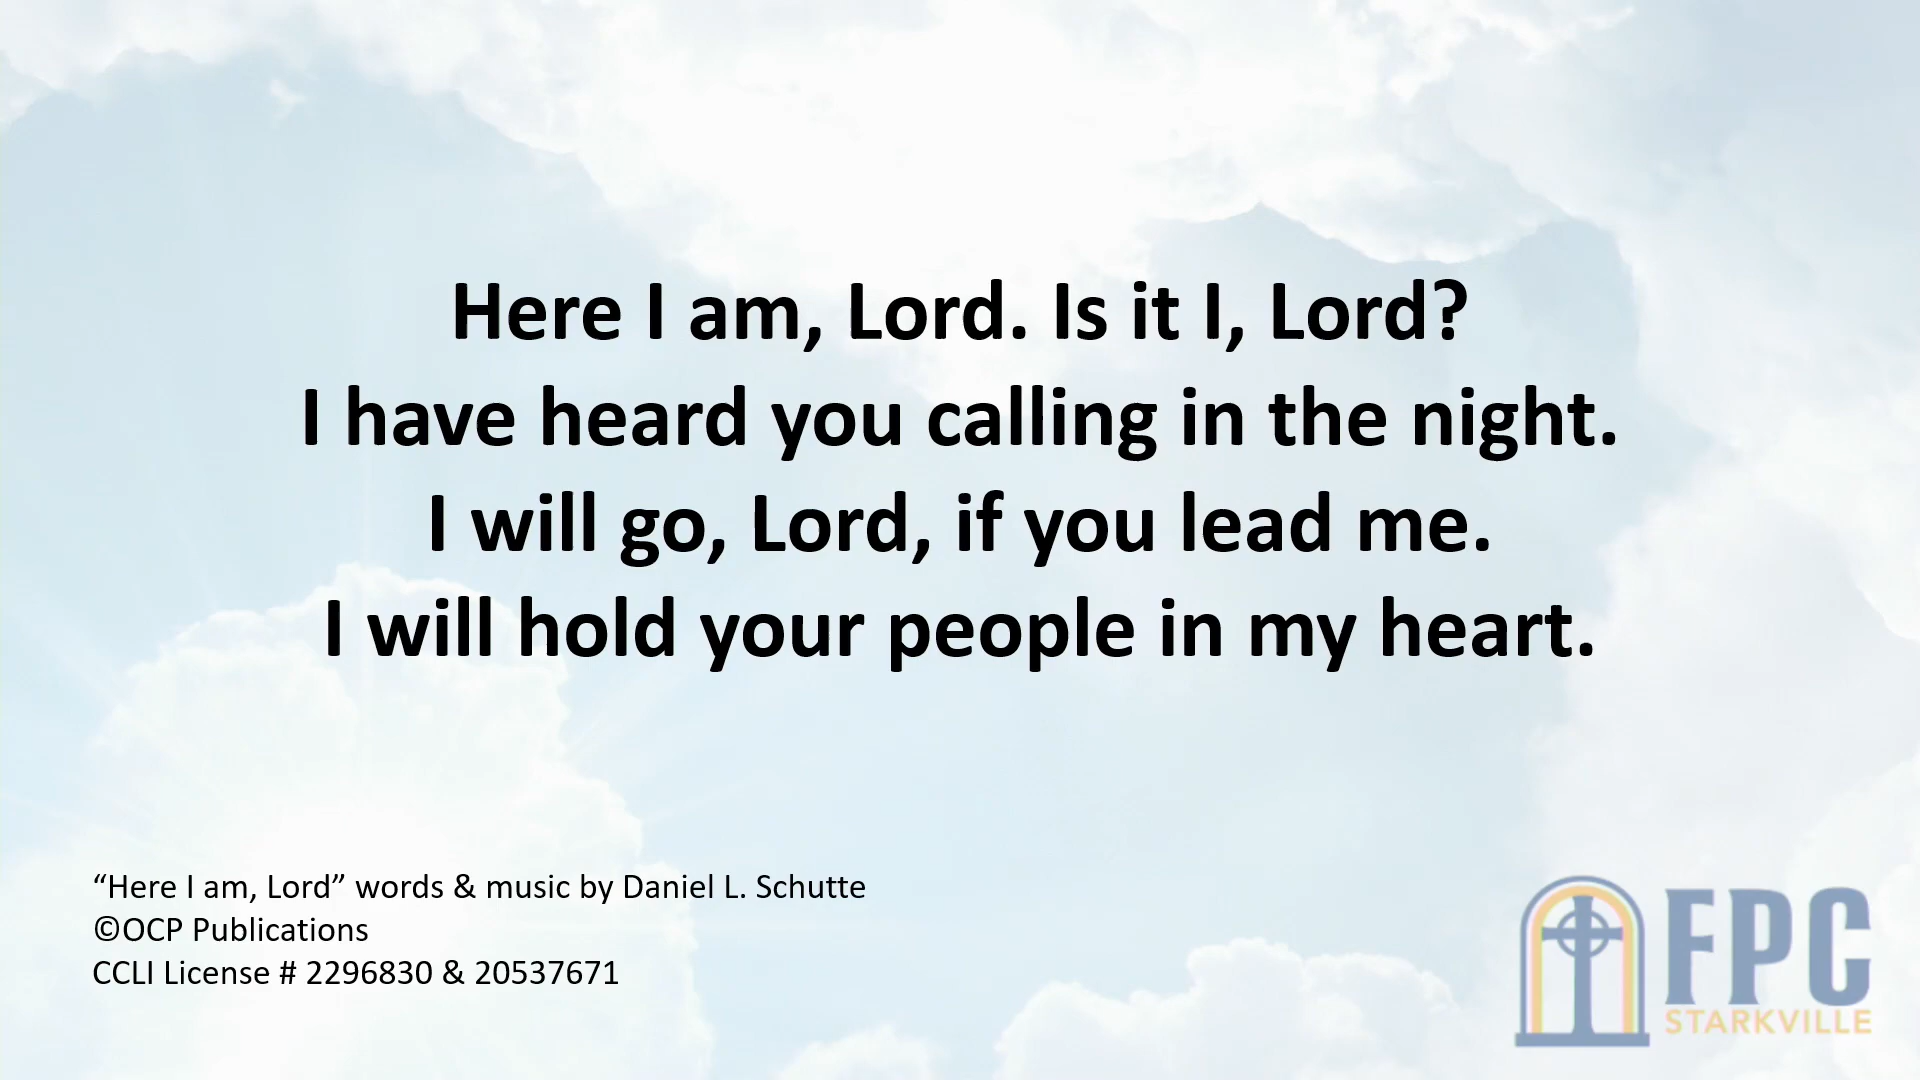 Here I am, Lord. Is it I, Lord?
I have heard you calling in the night.
I will go, Lord, if you lead me.
I will hold your people in my heart.
“Here I am, Lord” words & music by Daniel L. Schutte
©OCP Publications
CCLI License # 2296830 & 20537671
FPC
STARKVILLE